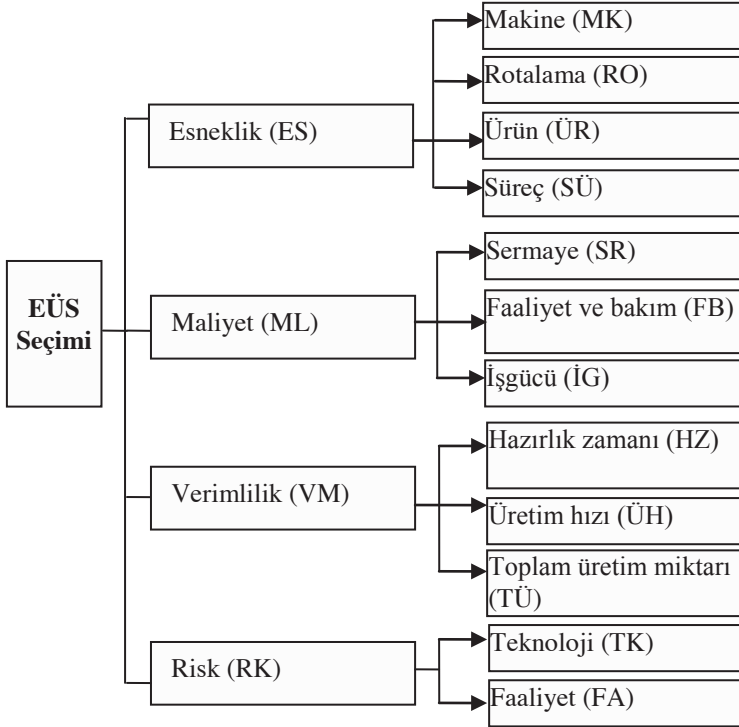 EÜS
Seçimi
Esneklik (ES)
Makine (MK)
Rotalama (RO)
Ürün (ÜR)
Süreç (SÜ)
Maliyet (ML)
Sermaye (SR)
Faaliyet ve bakım (FB)
İşgücü (İG)
Verimlilik (VM)
Hazırlık zamanı (HZ)
Üretim hızı (ÜH)
Toplam üretim miktarı
(TÜ)
Risk (RK)
Teknoloji (TK)
Faaliyet (FA)